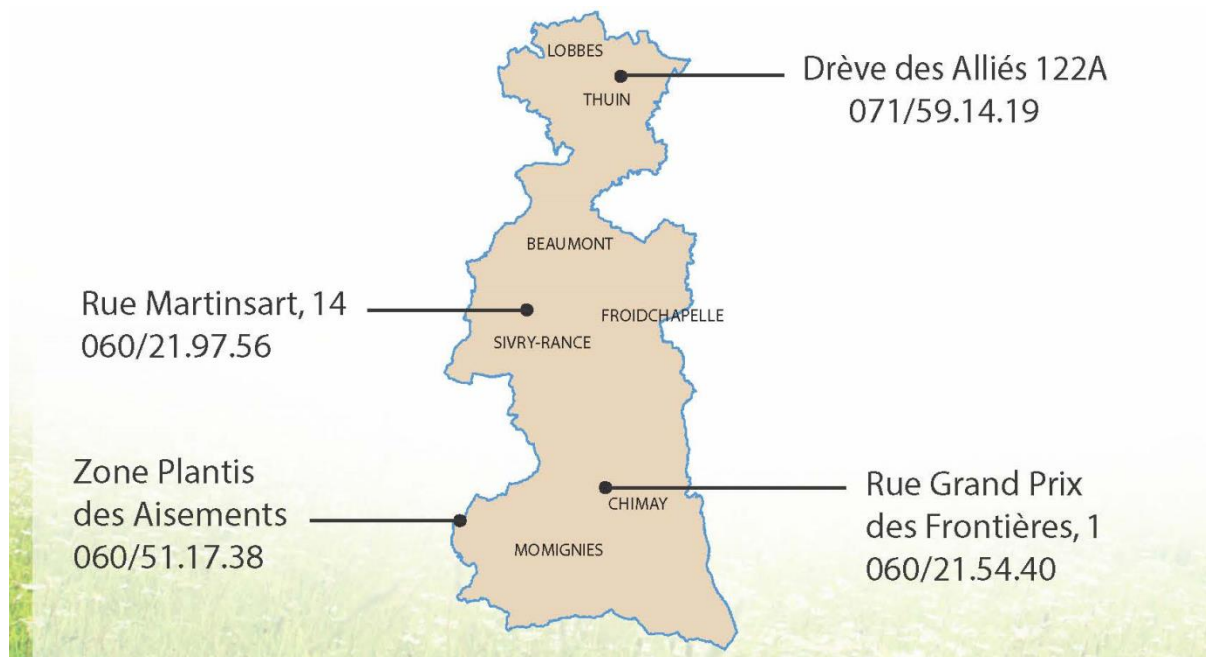 LOBBES
THUIN
Drève des Alliés 122A
071/59.14.19
BEAUMONT
Rue Martinsart, 14
060/21.97.56
FROIDCHAPELLE
SIVRY-RANCE
Zone Plantis
des Aisements
060/51.17.38
CHIMAY
MOMIGNIES
Rue Grand Prix
des Frontières, 1
060/21.54.40